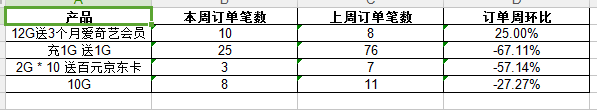 产品 本周订单笔数 上周订单笔数 订单周环比
12G送3个月爱奇艺会员 10 8 25.00%
充1G 送1G 25 76 -67.11%
2G * 10 送百元京东卡 3 7 -57.14%
10G 8 11 -27.27%